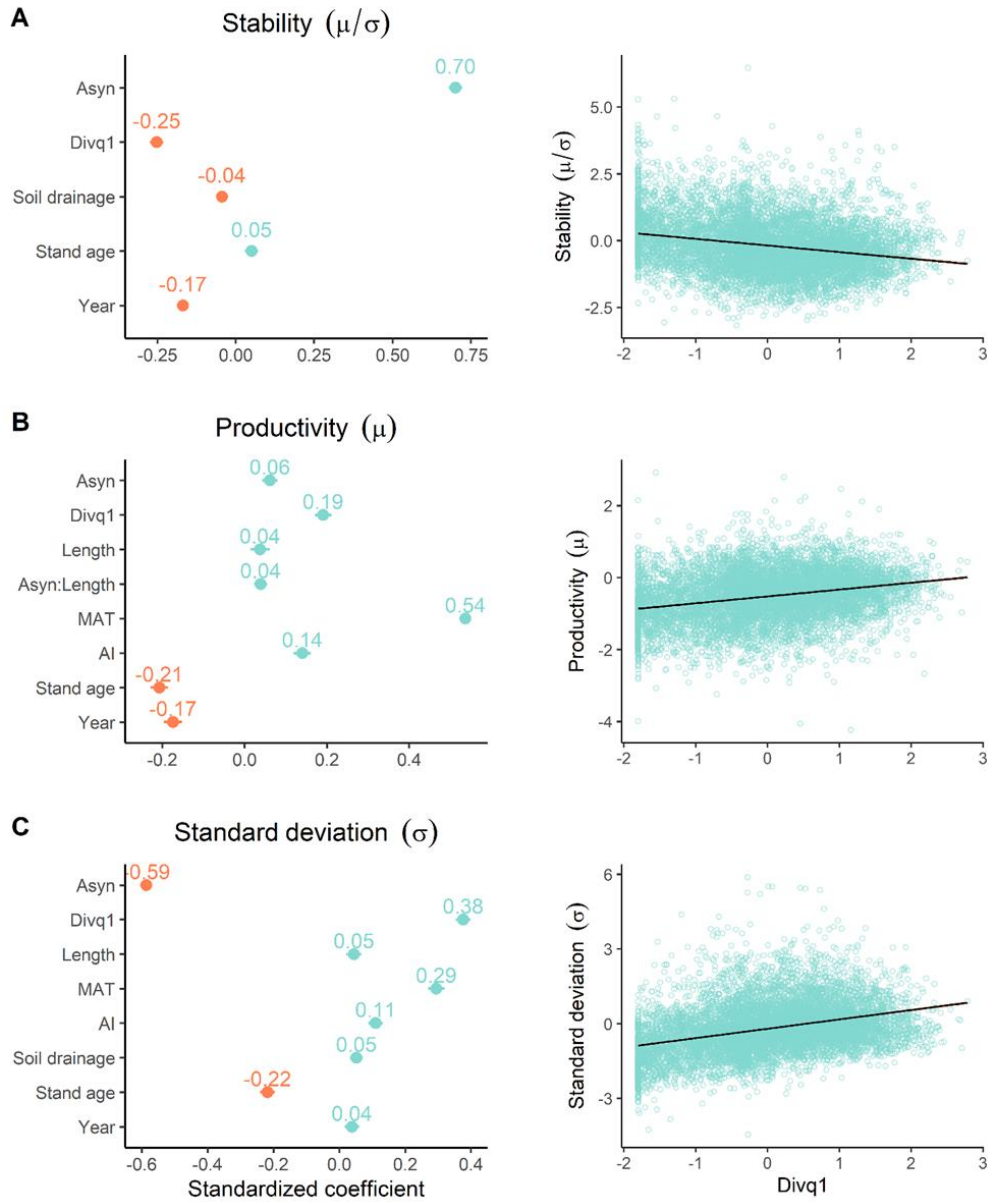 A
Stability (μ/σ)
Asyn
Divq1
Soil drainage
Stand age
Year
0.70
-0.25
-0.04
0.05
-0.17
-0.25 0.00 0.25 0.50 0.75
Stability (μ/σ)
5.0
2.5
0.0
-2.5
-2 -1 0 1 2 3
B
Productivity (μ)
Asyn
Divq1
Length
Asyn:Length
MAT
AI
Stand age
Year
0.06
0.19
0.04
0.04
0.54
0.14
-0.21
-0.17
-0.2 0.0 0.2 0.4
Productivity (μ)
2
0
-2
-4
-2 -1 0 1 2 3
C
Standard deviation (σ)
Asyn
Divq1
Length
MAT
AI
Soil drainage
Stand age
Year
-0.59
0.38
0.05
0.29
0.11
0.05
-0.22
0.04
-0.6 -0.4 -0.2 0.0 0.2 0.4
Standardized coefficient
Standard deviation (σ)
6
3
0
-3
-2 -1 0 1 2 3
Divq1